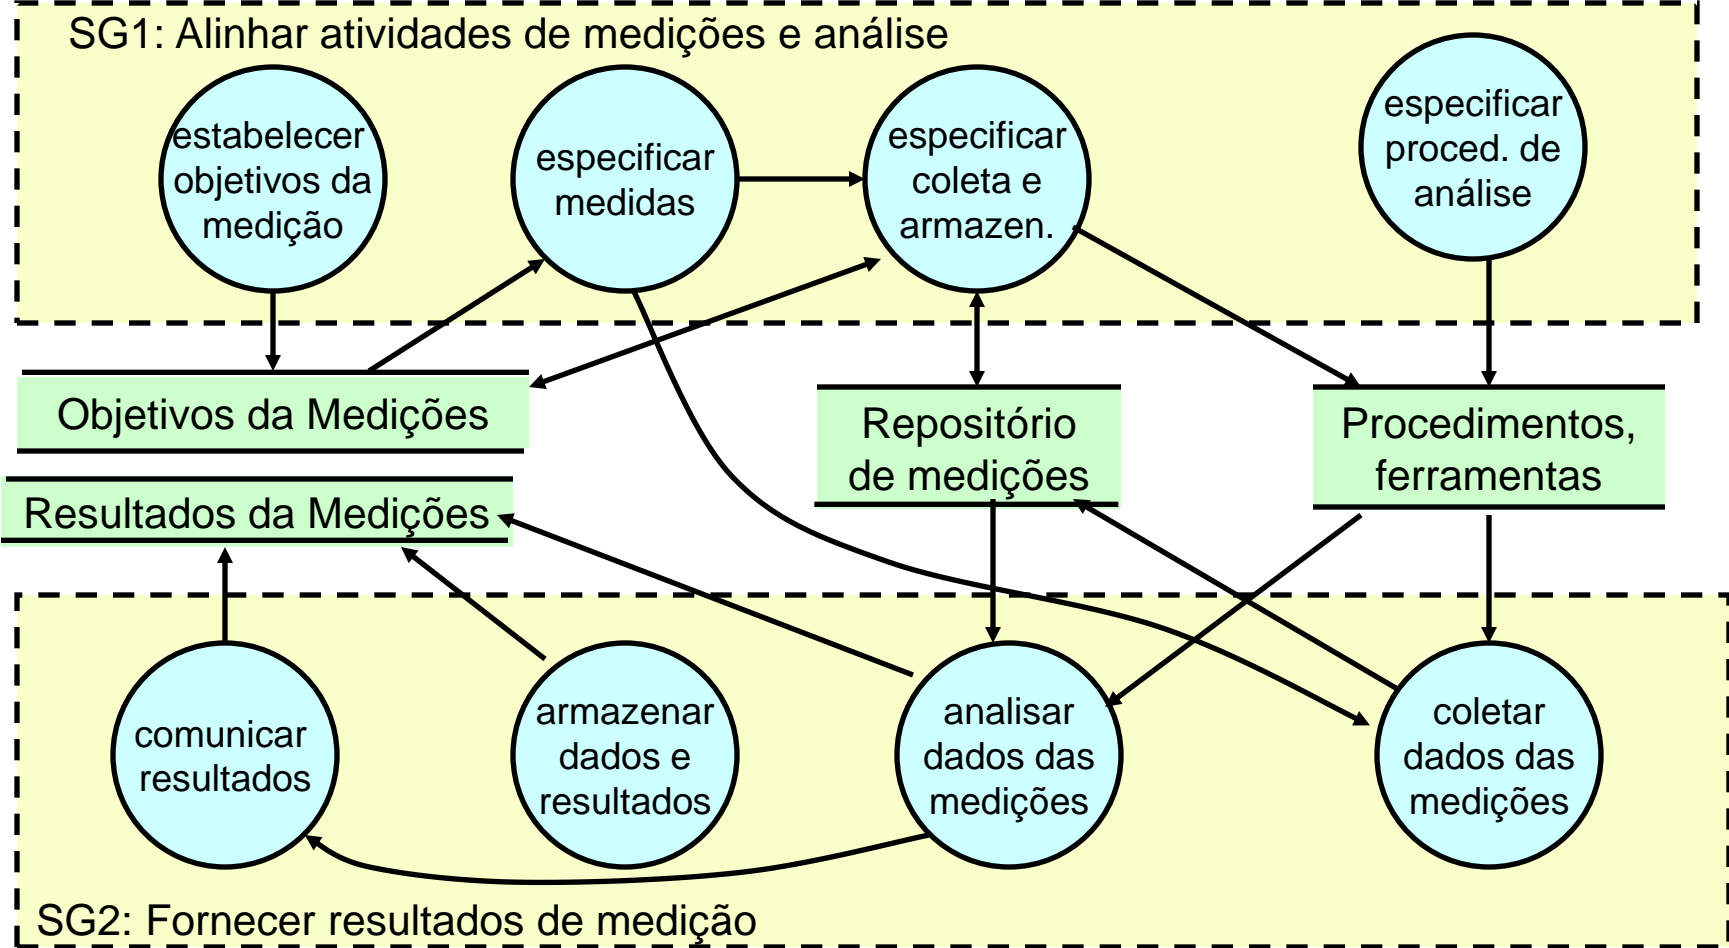 SG1: Alinhar atividades de medições e análise
estabelecer
objetivos da
medição
especificar
medidas
especificar
coleta e
armazen.
especificar
proced. de
análise
Objetivos da Medições
Repositório
de medições
Procedimentos,
ferramentas
Resultados da Medições
comunicar
resultados
armazenar
dados e
resultados
analisar
dados das
medições
coletar
dados das
medições
SG2: Fornecer resultados de medição